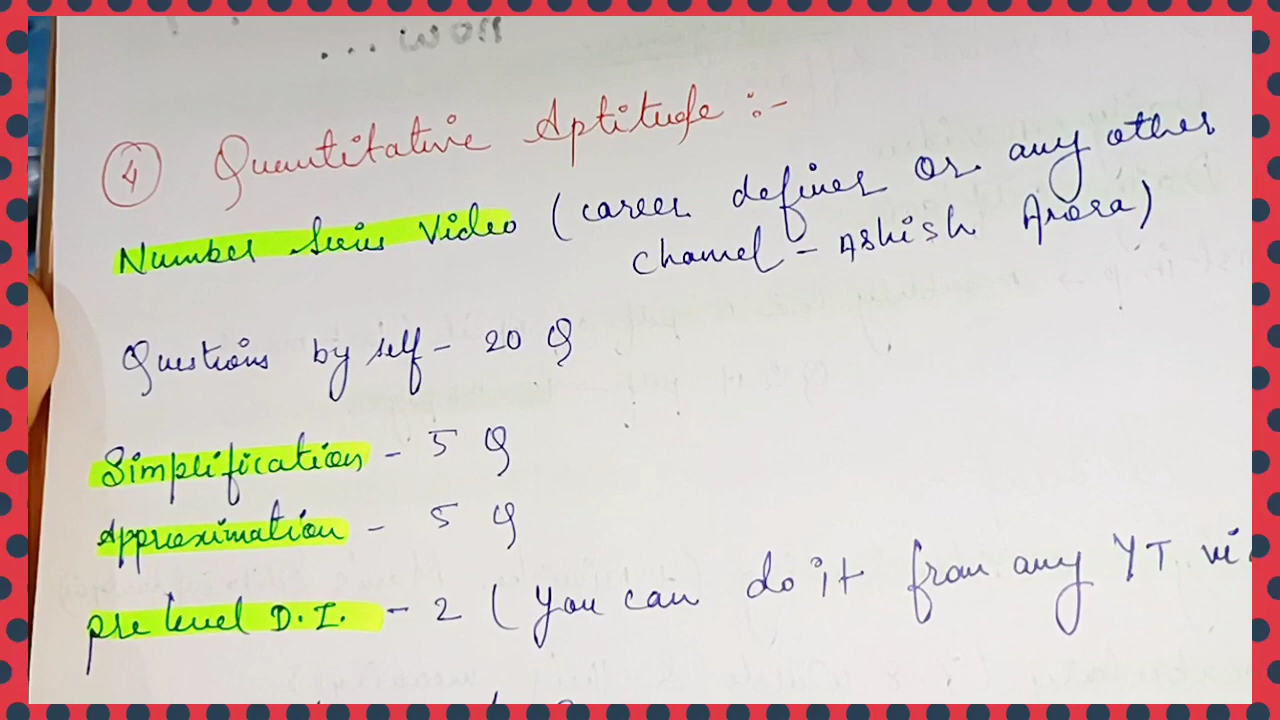 ④ Quantitative Aptitude :-
Number Series Video (career definer or any other
channel - Ashish Arora)
Questions by self - 20 Q
Simplification - 5 Q
Approximation - 5 Q
pre level D.I. - 2 (You can do it from any YT vi